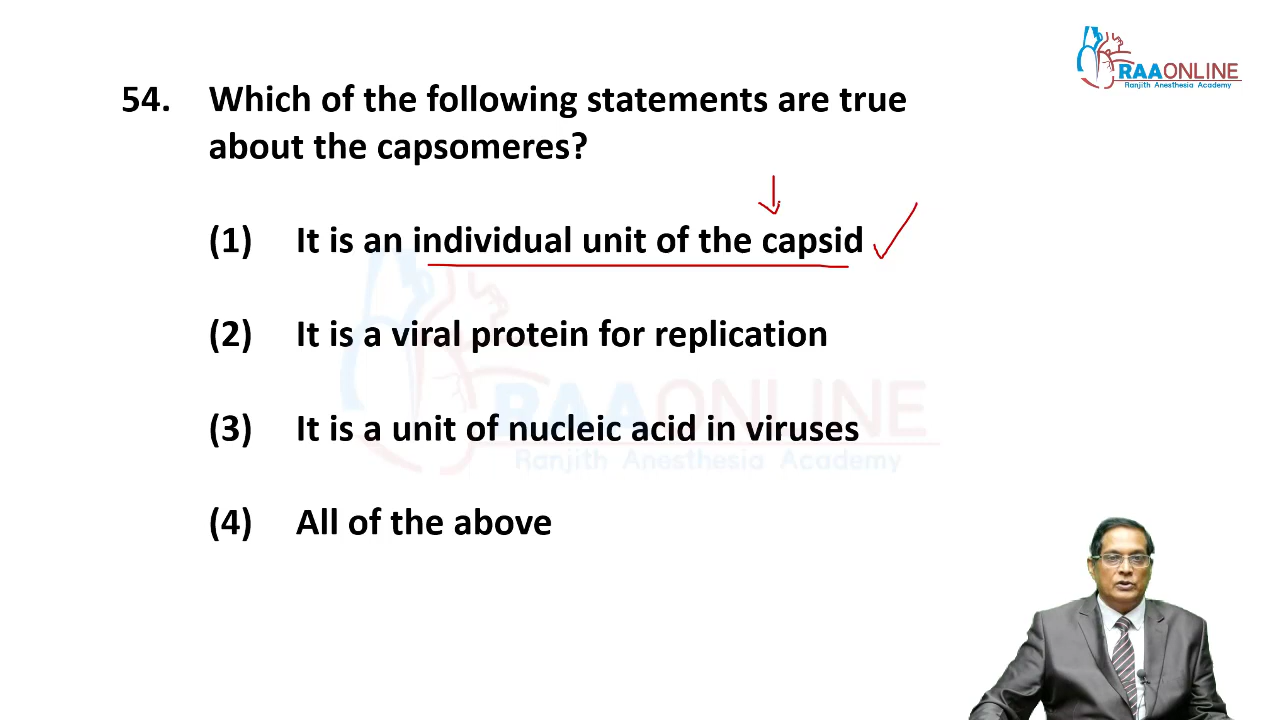 RAAONLINE
Ranjith Anesthesia Academy
54. Which of the following statements are true
about the capsomeres?
(1) It is an individual unit of the capsid
(2) It is a viral protein for replication
(3) It is a unit of nucleic acid in viruses
(4) All of the above
RAAONLINE
Ranjith Anesthesia Academy